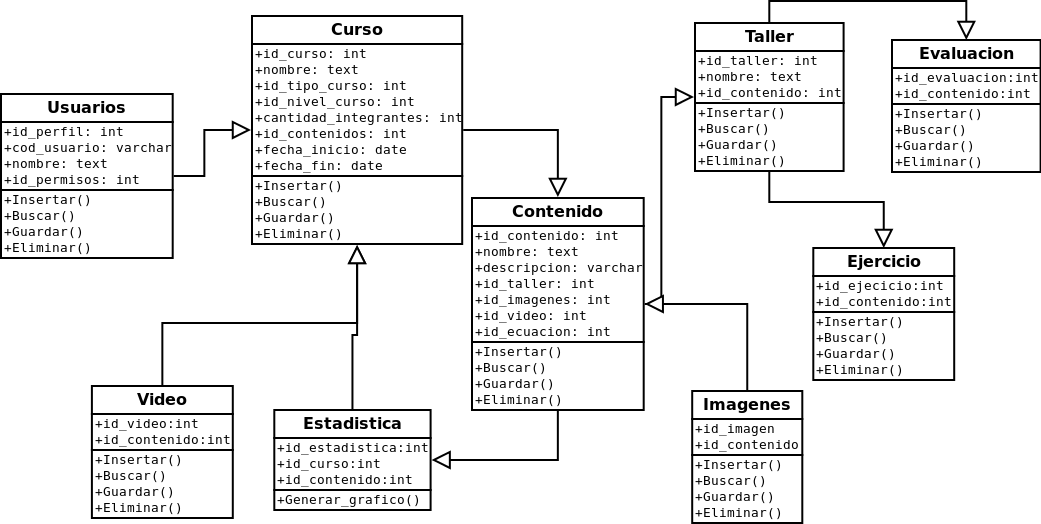 Usuarios
+id_perfil: int
+cod_usuario: varchar
+nombre: text
+id_permisos: int
+Insertar()
+Buscar()
+Guardar()
+Eliminar()
Curso
+id_curso: int
+nombre: text
+id_tipo_curso: int
+id_nivel_curso: int
+cantidad_integrantes: int
+id_contenidos: int
+fecha_inicio: date
+fecha_fin: date
+Insertar()
+Buscar()
+Guardar()
+Eliminar()
Contenido
+id_contenido: int
+nombre: text
+descripcion: varchar
+id_taller: int
+id_imagenes: int
+id_video: int
+id_ecuacion: int
+Insertar()
+Buscar()
+Guardar()
+Eliminar()
Taller
+id_taller: int
+nombre: text
+id_contenido: int
+Insertar()
+Buscar()
+Guardar()
+Eliminar()
Evaluacion
+id_evaluacion:int
+id_contenido:int
+Insertar()
+Buscar()
+Guardar()
+Eliminar()
Ejercicio
+id_ejecicio:int
+id_contenido:int
+Insertar()
+Buscar()
+Guardar()
+Eliminar()
Video
+id_video:int
+id_contenido:int
+Insertar()
+Buscar()
+Guardar()
+Eliminar()
Estadistica
+id_estadistica:int
+id_curso:int
+id_contenido:int
+Generar_grafico()
Imagenes
+id_imagen
+id_contenido
+Insertar()
+Buscar()
+Guardar()
+Eliminar()